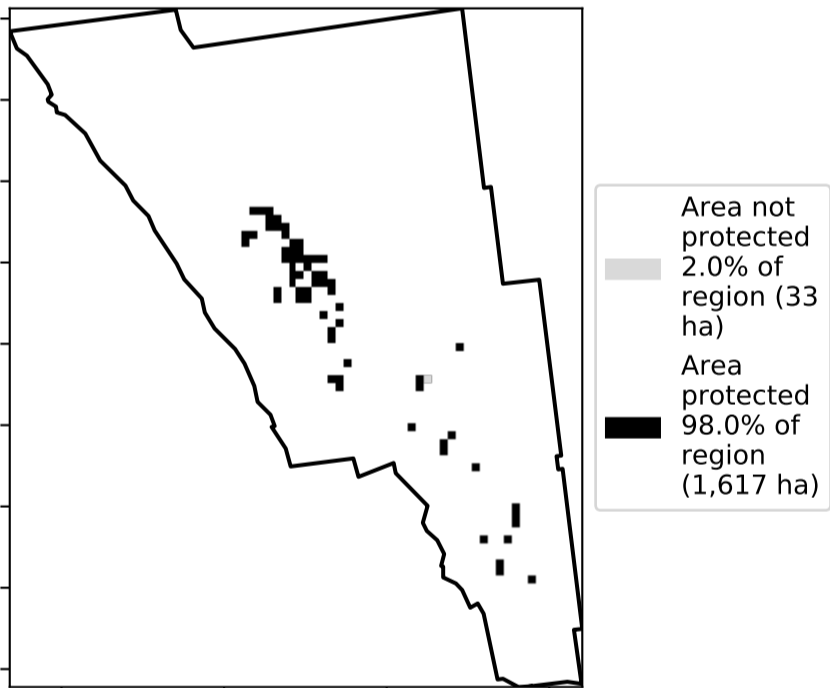 Area not
protected
2.0% of
region (33
ha)
Area
protected
98.0% of
region
(1,617 ha)